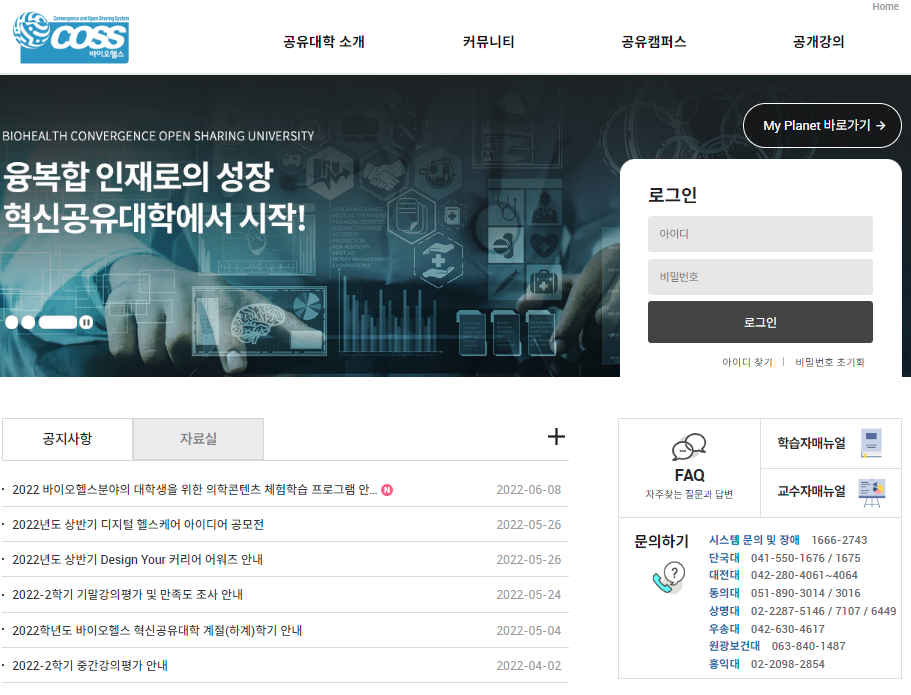 Home
Convergence and Open Sharing System
COSS
바이오헬스
공유대학 소개
커뮤니티
공유캠퍼스
공개강의
My Planet 바로가기 →
BIOHEALTH CONVERGENCE OPEN SHARING UNIVERSITY
융복합 인재로의 성장
혁신공유대학에서 시작!
로그인
아이디
비밀번호
로그인
아이디 찾기 | 비밀번호 초기화
공지사항
자료실
+
· 2022 바이오헬스분야의 대학생을 위한 의학콘텐츠 체험학습 프로그램 안... N 2022-06-08
· 2022년도 상반기 디지털 헬스케어 아이디어 공모전 2022-05-26
· 2022년도 상반기 Design Your 커리어 어워즈 안내 2022-05-26
· 2022-2학기 기말강의평가 및 만족도 조사 안내 2022-05-24
· 2022학년도 바이오헬스 혁신공유대학 계절(하계)학기 안내 2022-05-04
· 2022-2학기 중간강의평가 안내 2022-04-02
FAQ
자주찾는 질문과 답변
학습자매뉴얼
교수자매뉴얼
문의하기
시스템 문의 및 장애 1666-2743
단국대 041-550-1676 / 1675
대전대 042-280-4061~4064
동의대 051-890-3014 / 3016
상명대 02-2287-5146 / 7107 / 6449
우송대 042-630-4617
원광보건대 063-840-1487
홍익대 02-2098-2854